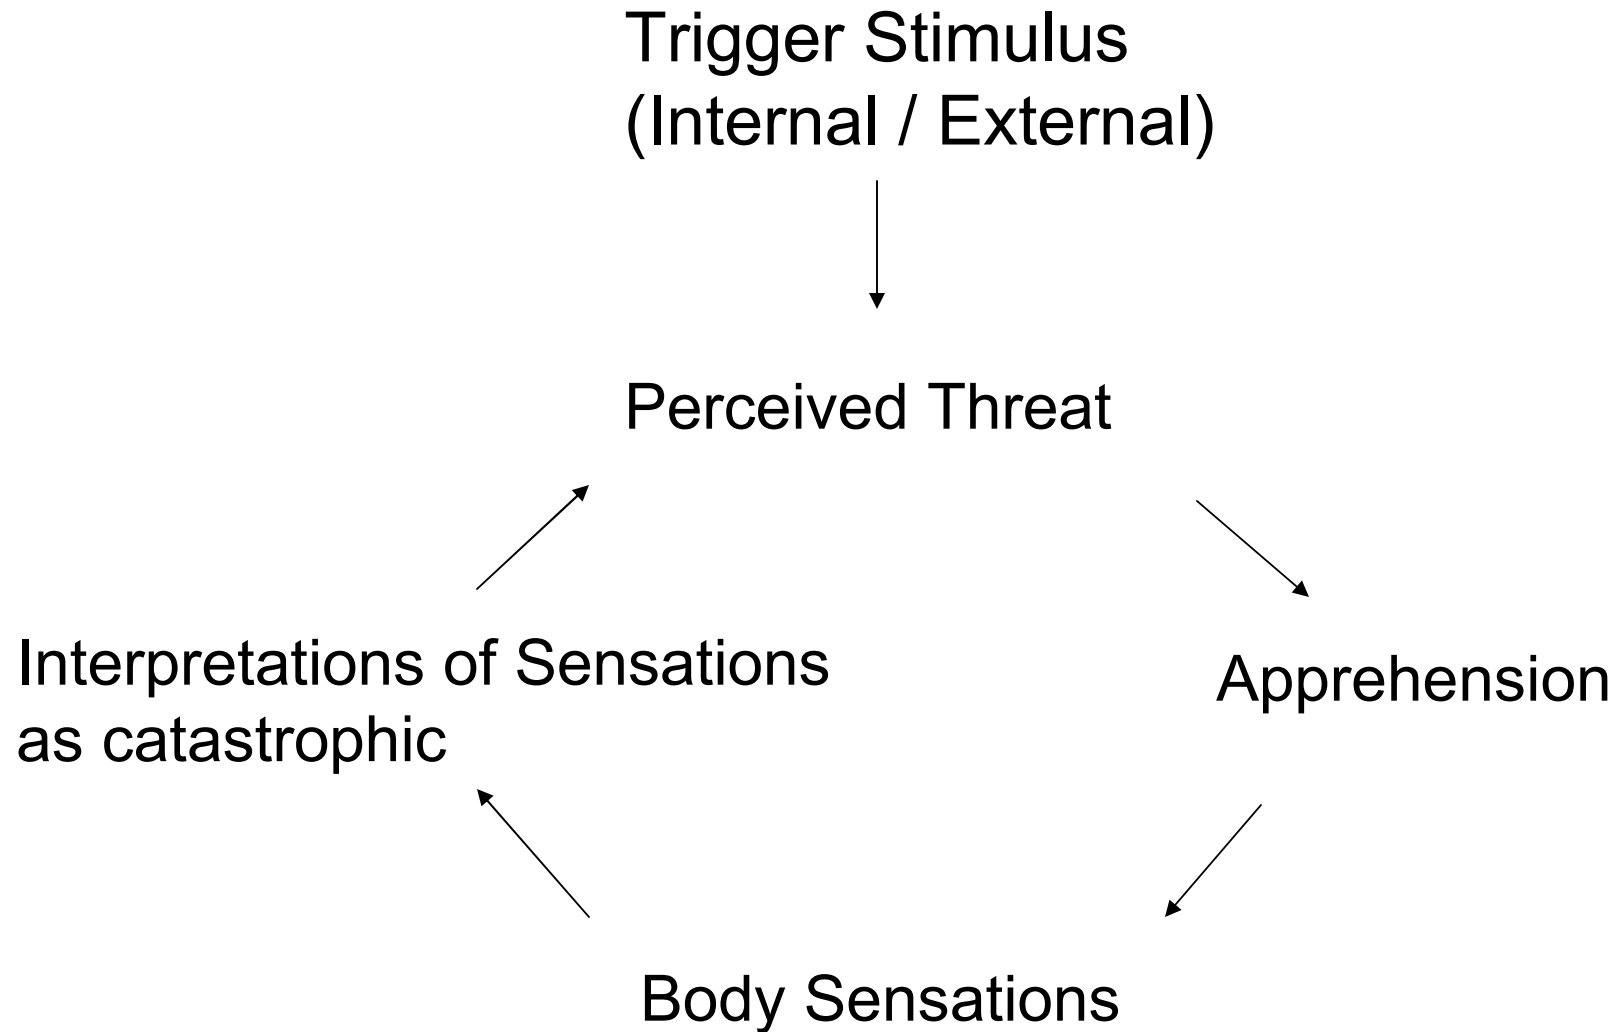 Trigger Stimulus
(Internal / External)
Perceived Threat
Interpretations of Sensations
as catastrophic
Apprehension
Body Sensations